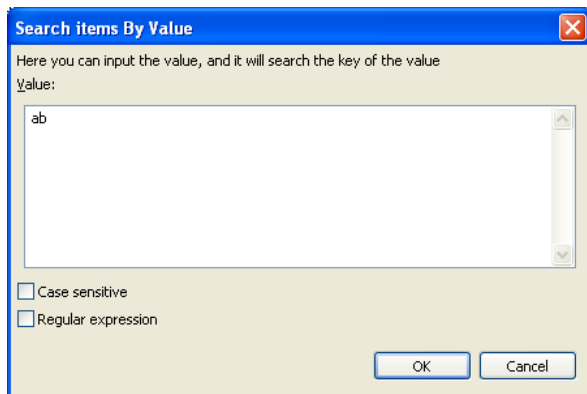 Search items By Value
Here you can input the value, and it will search the key of the value
Value:
ab
Case sensitive
Regular expression
OK Cancel